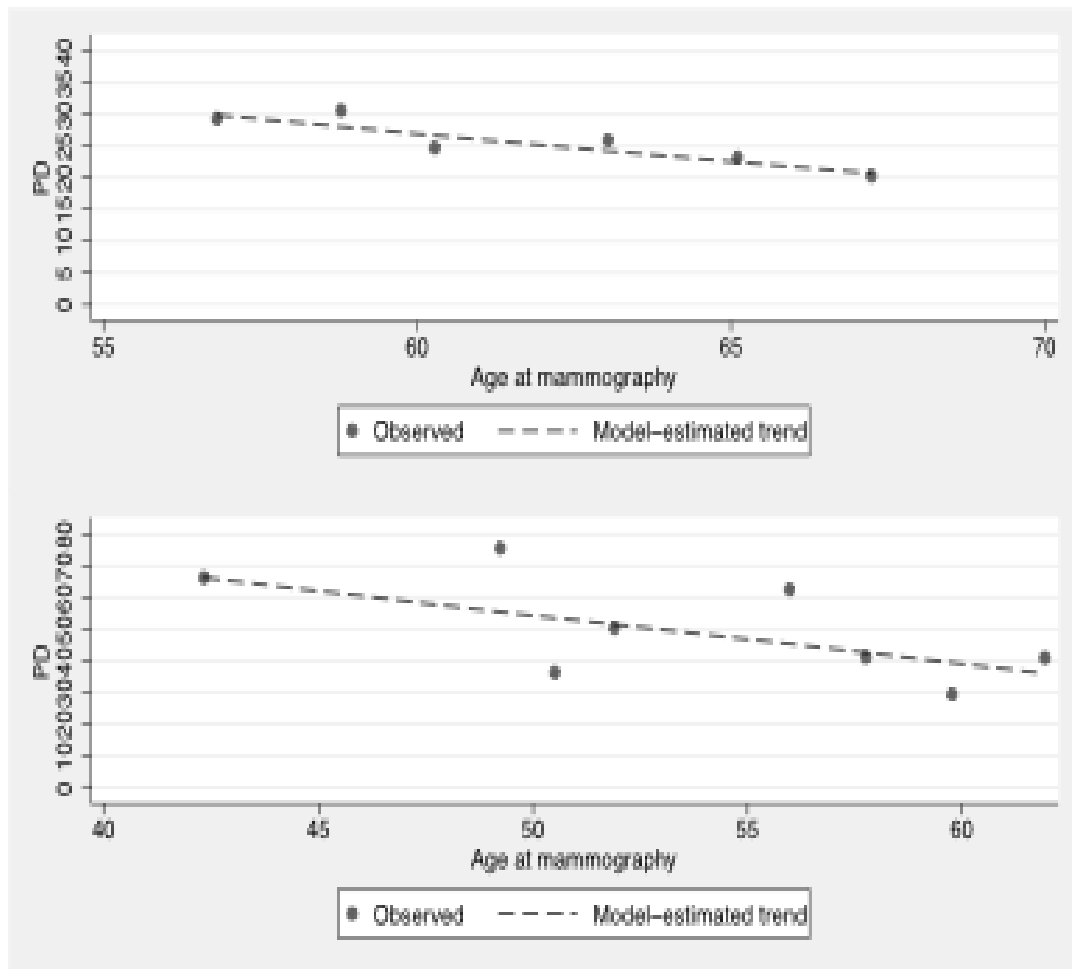 PD
0 5 10 15 20 25 30 35 40
55 60 65 70
Age at mammography
Observed Model-estimated trend
PD
0 10 20 30 40 50 60 70 80
40 45 50 55 60
Age at mammography
Observed Model-estimated trend